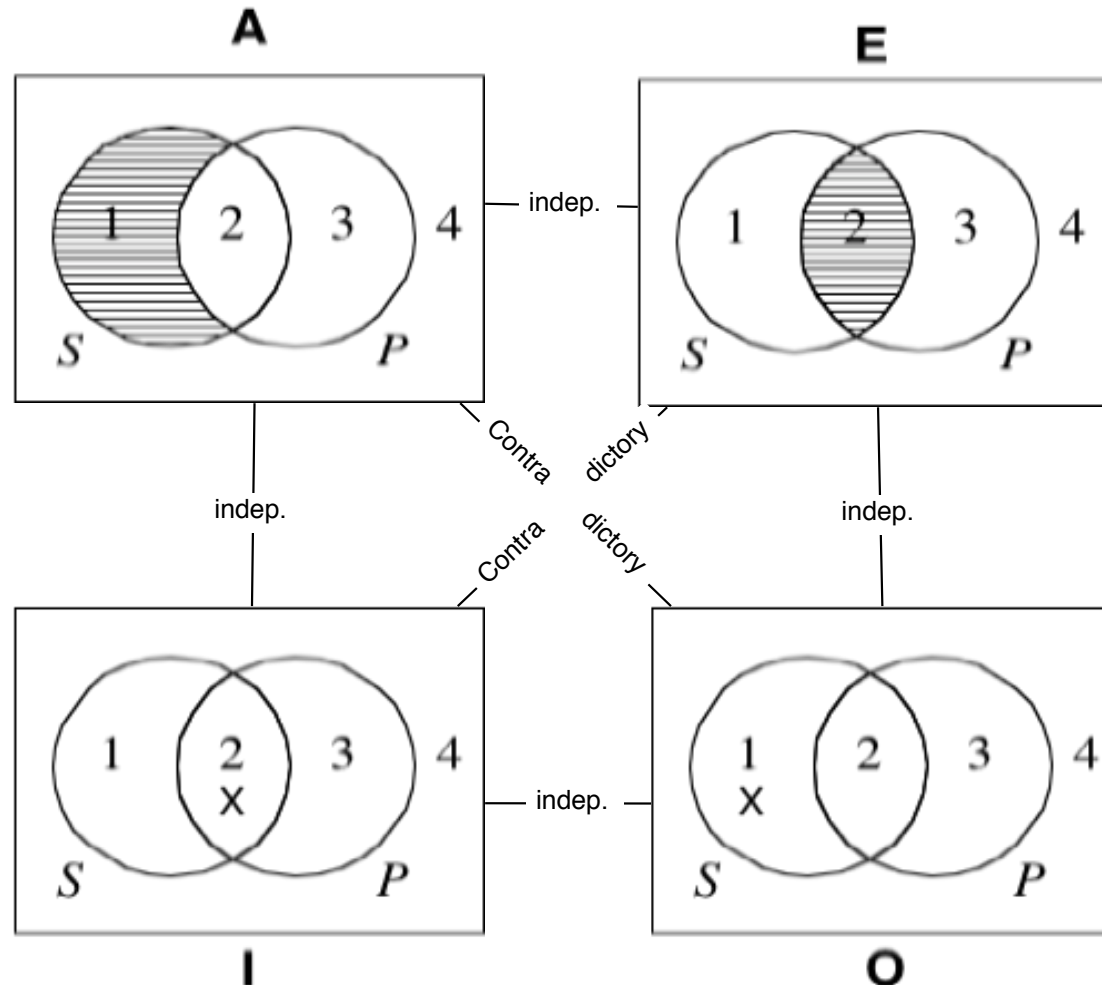 A
E
1 2 3 4
S P
indep.
1 2 3 4
S P
Contra
dictory
indep.
indep.
Contra
dictory
1 2 3 4
X
S P
indep.
1 2 3 4
X
S P
I
O